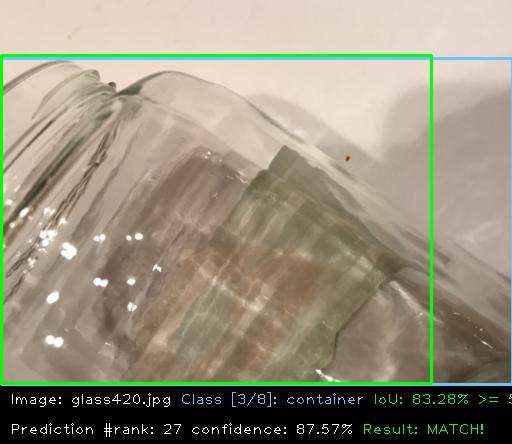 Image: glass420.jpg Class [3/8]: container IoU: 83.28% >= 5
Prediction #rank: 27 confidence: 87.57% Result: MATCH!